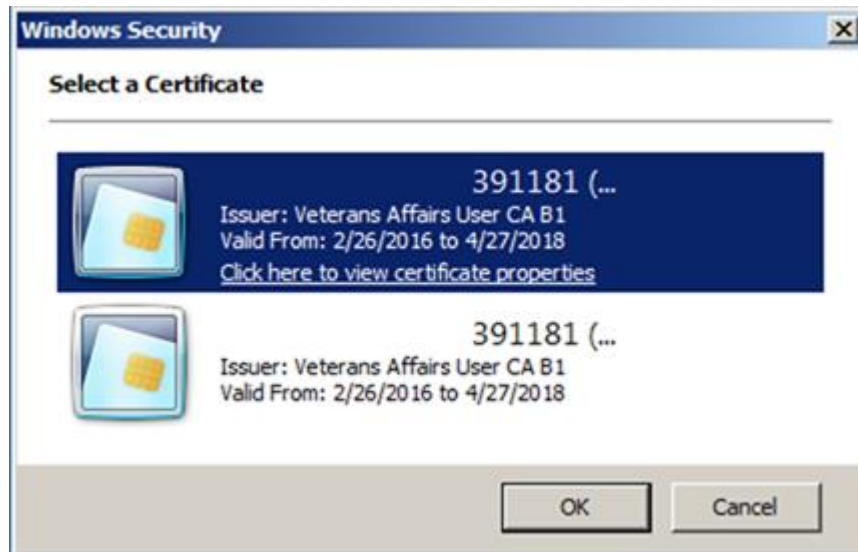 Windows Security
Select a Certificate
391181 (...
Issuer: Veterans Affairs User CA B1
Valid From: 2/26/2016 to 4/27/2018
Click here to view certificate properties
391181 (...
Issuer: Veterans Affairs User CA B1
Valid From: 2/26/2016 to 4/27/2018
OK Cancel